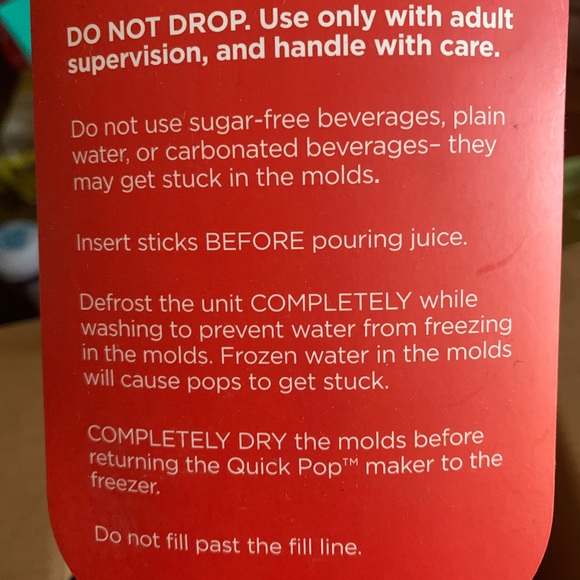 DO NOT DROP. Use only with adult
supervision, and handle with care.
Do not use sugar-free beverages, plain
water, or carbonated beverages– they
may get stuck in the molds.
Insert sticks BEFORE pouring juice.
Defrost the unit COMPLETELY while
washing to prevent water from freezing
in the molds. Frozen water in the molds
will cause pops to get stuck.
COMPLETELY DRY the molds before
returning the Quick Pop™ maker to the
freezer.
Do not fill past the fill line.